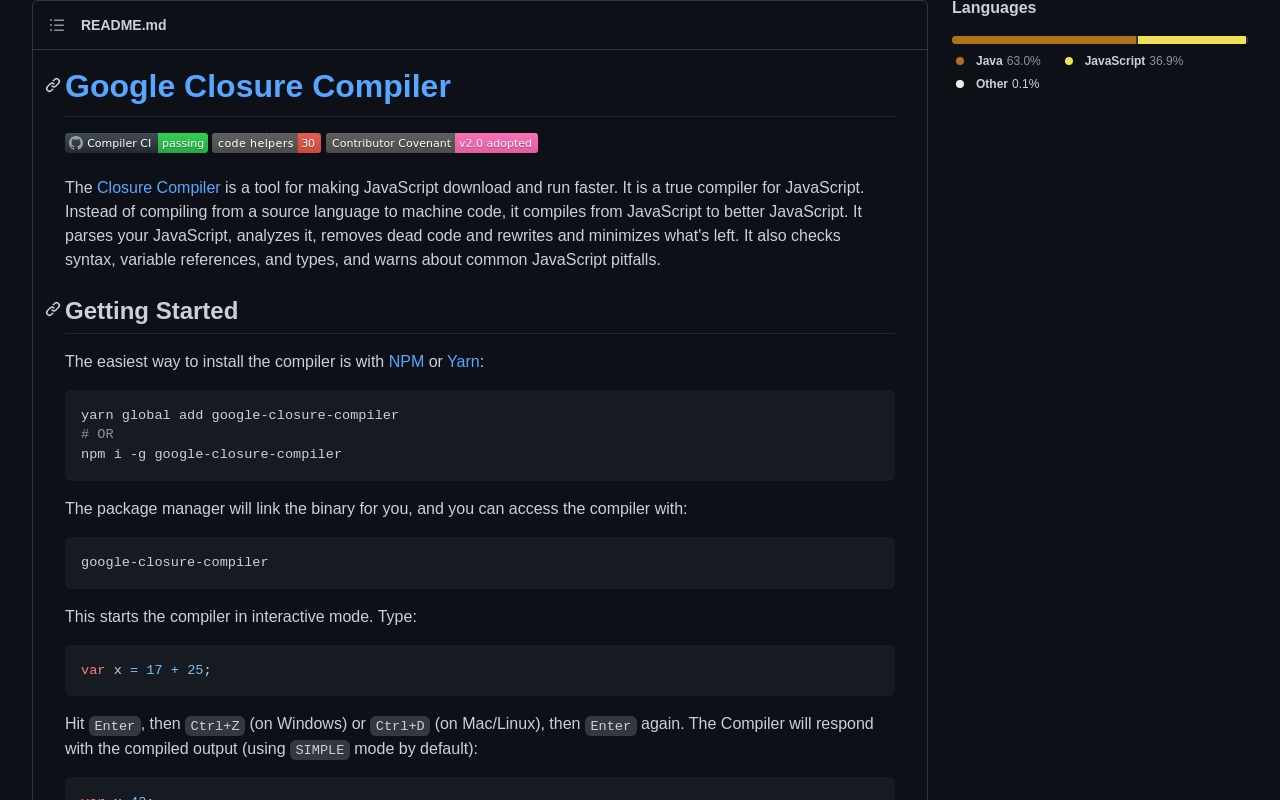 README.md
Google Closure Compiler
Compiler CI passing code helpers 30 Contributor Covenant v2.0 adopted
The Closure Compiler is a tool for making JavaScript download and run faster. It is a true compiler for JavaScript.
Instead of compiling from a source language to machine code, it compiles from JavaScript to better JavaScript. It
parses your JavaScript, analyzes it, removes dead code and rewrites and minimizes what's left. It also checks
syntax, variable references, and types, and warns about common JavaScript pitfalls.
Getting Started
The easiest way to install the compiler is with NPM or Yarn:
yarn global add google-closure-compiler
# OR
npm i -g google-closure-compiler
The package manager will link the binary for you, and you can access the compiler with:
google-closure-compiler
This starts the compiler in interactive mode. Type:
var x = 17 + 25;
Hit Enter, then Ctrl+Z (on Windows) or Ctrl+D (on Mac/Linux), then Enter again. The Compiler will respond
with the compiled output (using SIMPLE mode by default):
Languages
Java 63.0% JavaScript 36.9%
Other 0.1%